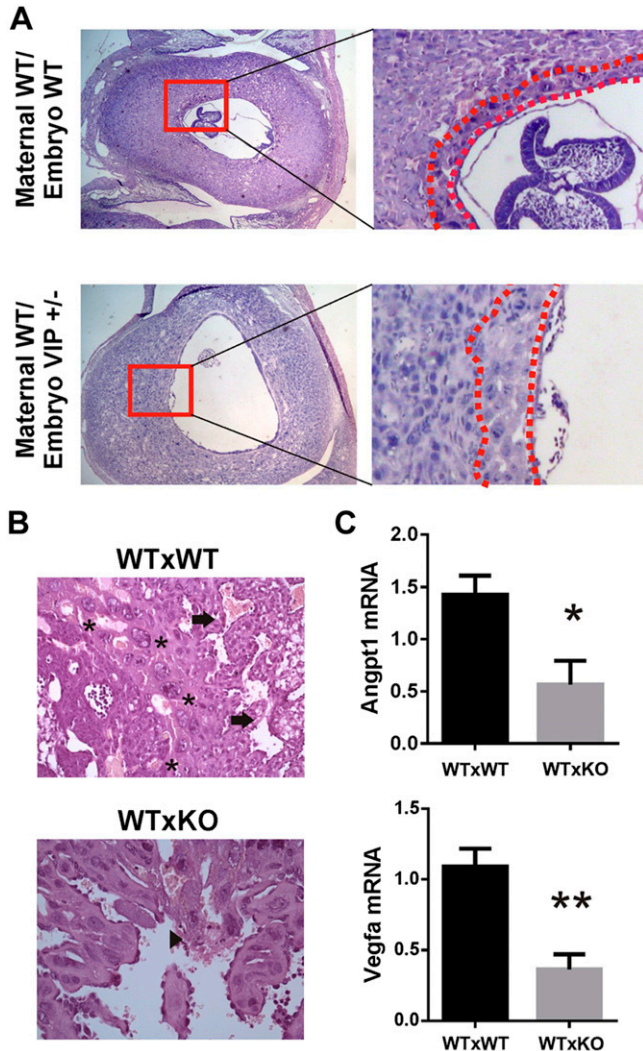 A
Maternal WT/
Embryo WT
Maternal WT/
Embryo VIP +/-
B
WTxWT
*
*
*
*
WTxKO
C
Angpt1 mRNA
2.0
1.5
1.0
0.5
0.0
*
WTxWT WTxKO
Vegfa mRNA
1.5
1.0
0.5
0.0
**
WTxWT WTxKO